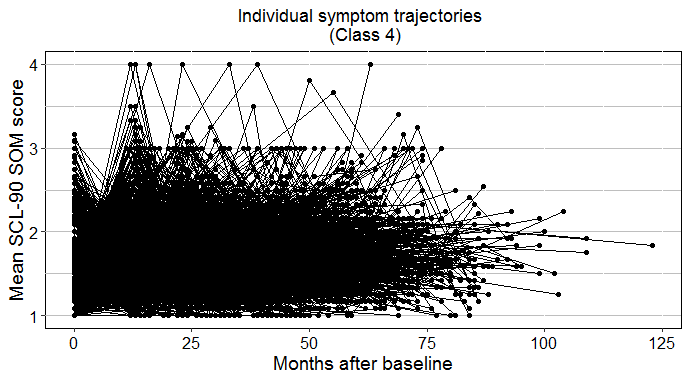 Individual symptom trajectories
(Class 4)
Mean SCL-90 SOM score
4
3
2
1
0
25
50
75
100
125
Months after baseline